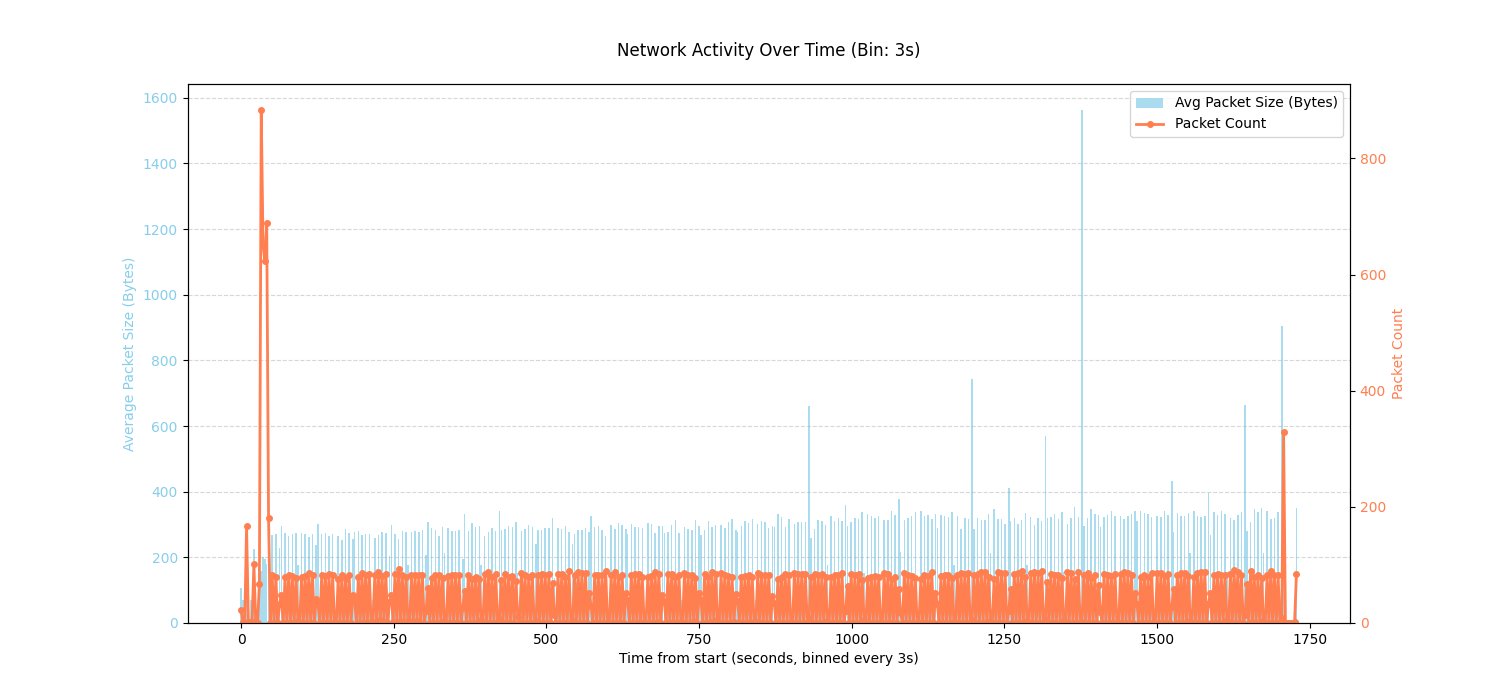 Network Activity Over Time (Bin: 3s)
Avg Packet Size (Bytes)
Packet Count
Average Packet Size (Bytes)
1600
1400
1200
1000
800
600
400
200
0
800
600
400
200
0
Packet Count
0 250 500 750 1000 1250 1500 1750
Time from start (seconds, binned every 3s)